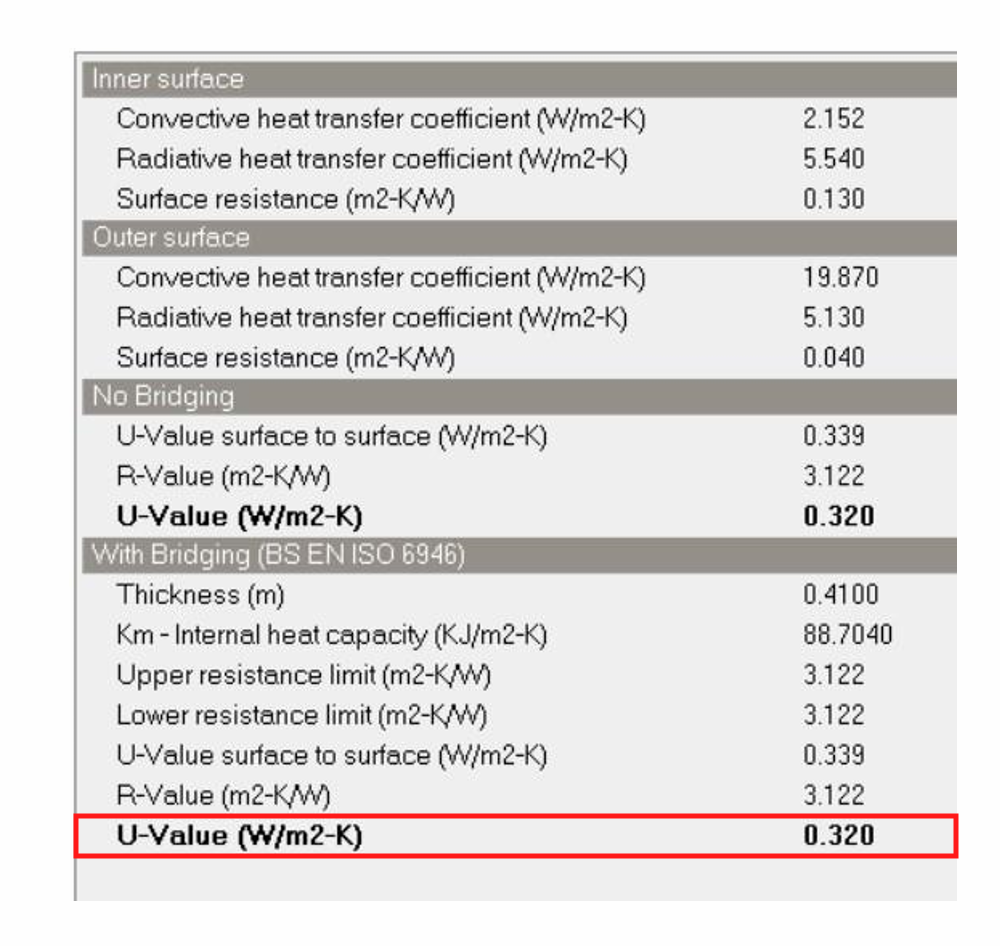 Inner surface
Convective heat transfer coefficient (W/m2-K) 2.152
Radiative heat transfer coefficient (W/m2-K) 5.540
Surface resistance (m2-K/W) 0.130
Outer surface
Convective heat transfer coefficient (W/m2-K) 19.870
Radiative heat transfer coefficient (W/m2-K) 5.130
Surface resistance (m2-K/W) 0.040
No Bridging
U-Value surface to surface (W/m2-K) 0.339
R-Value (m2-K/W) 3.122
U-Value (W/m2-K) 0.320
With Bridging (BS EN ISO 6946)
Thickness (m) 0.4100
Km - Internal heat capacity (KJ/m2-K) 88.7040
Upper resistance limit (m2-K/W) 3.122
Lower resistance limit (m2-K/W) 3.122
U-Value surface to surface (W/m2-K) 0.339
R-Value (m2-K/W) 3.122
U-Value (W/m2-K) 0.320